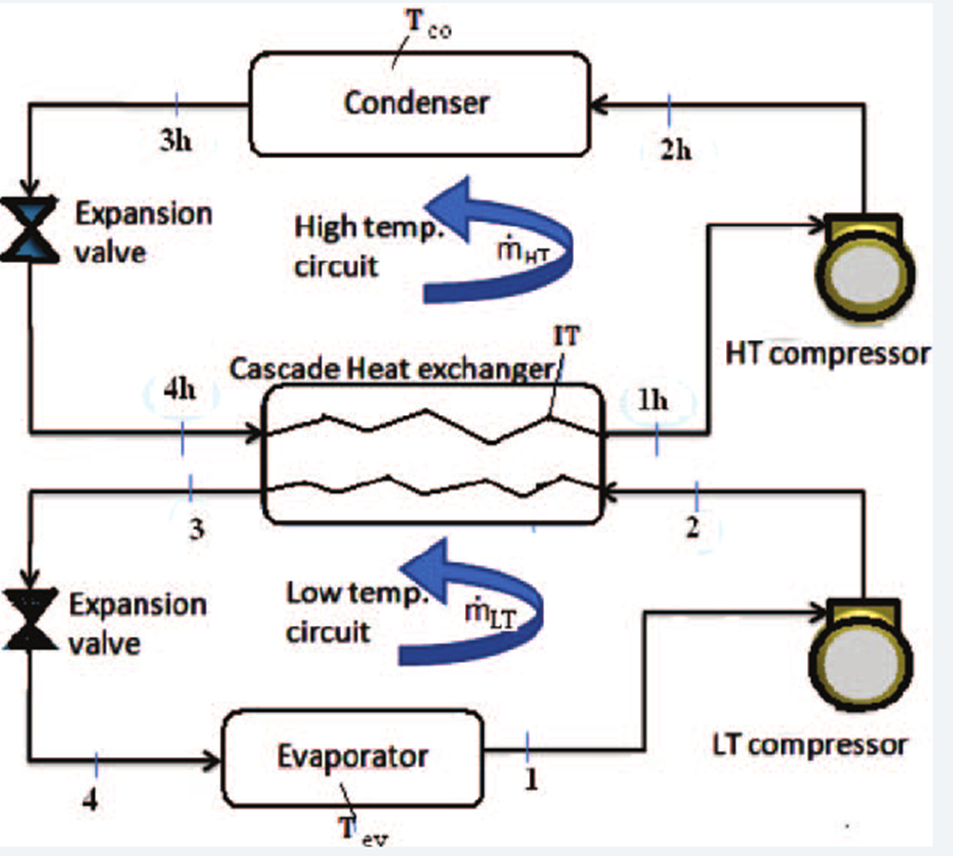 T co
Condenser
3h
2h
Expansion
valve
High temp.
circuit
ṁHT
HT compressor
IT
Cascade Heat exchanger
4h
1h
3
2
Expansion
valve
Low temp.
circuit
ṁLT
LT compressor
Evaporator
4
1
T ev